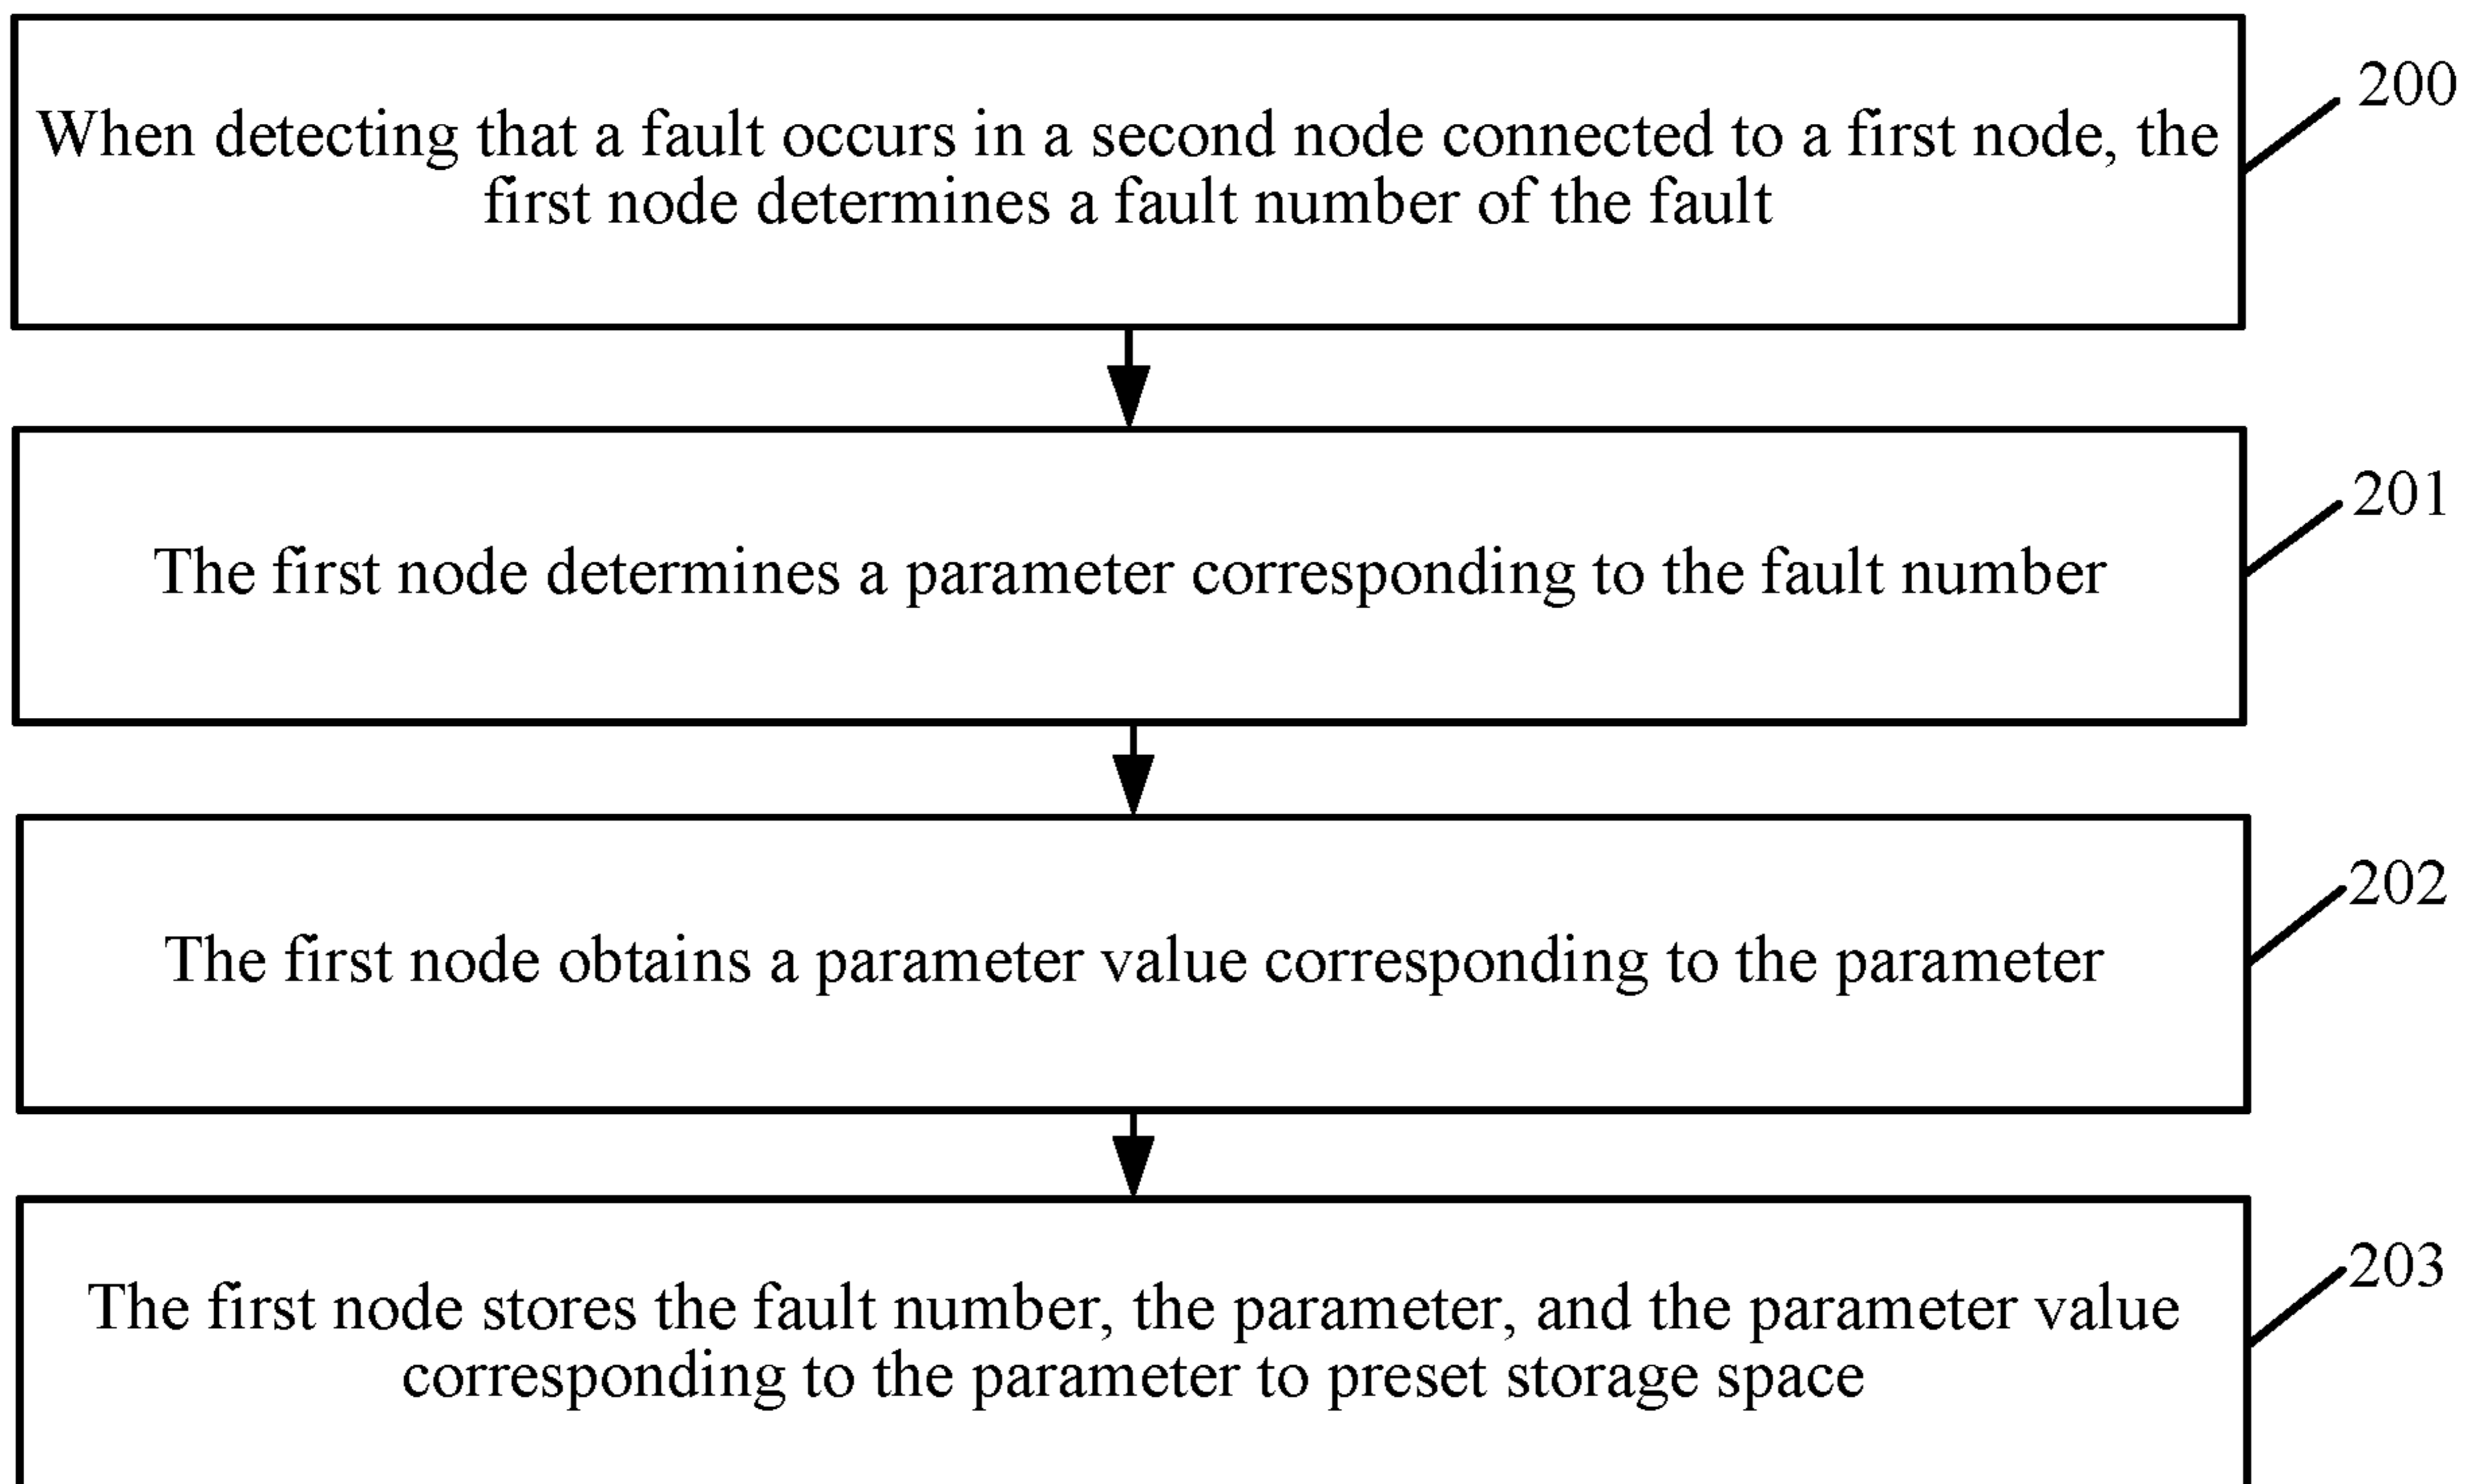 200
When detecting that a fault occurs in a second node connected to a first node, the
first node determines a fault number of the fault
201
The first node determines a parameter corresponding to the fault number
202
The first node obtains a parameter value corresponding to the parameter
203
The first node stores the fault number, the parameter, and the parameter value
corresponding to the parameter to preset storage space